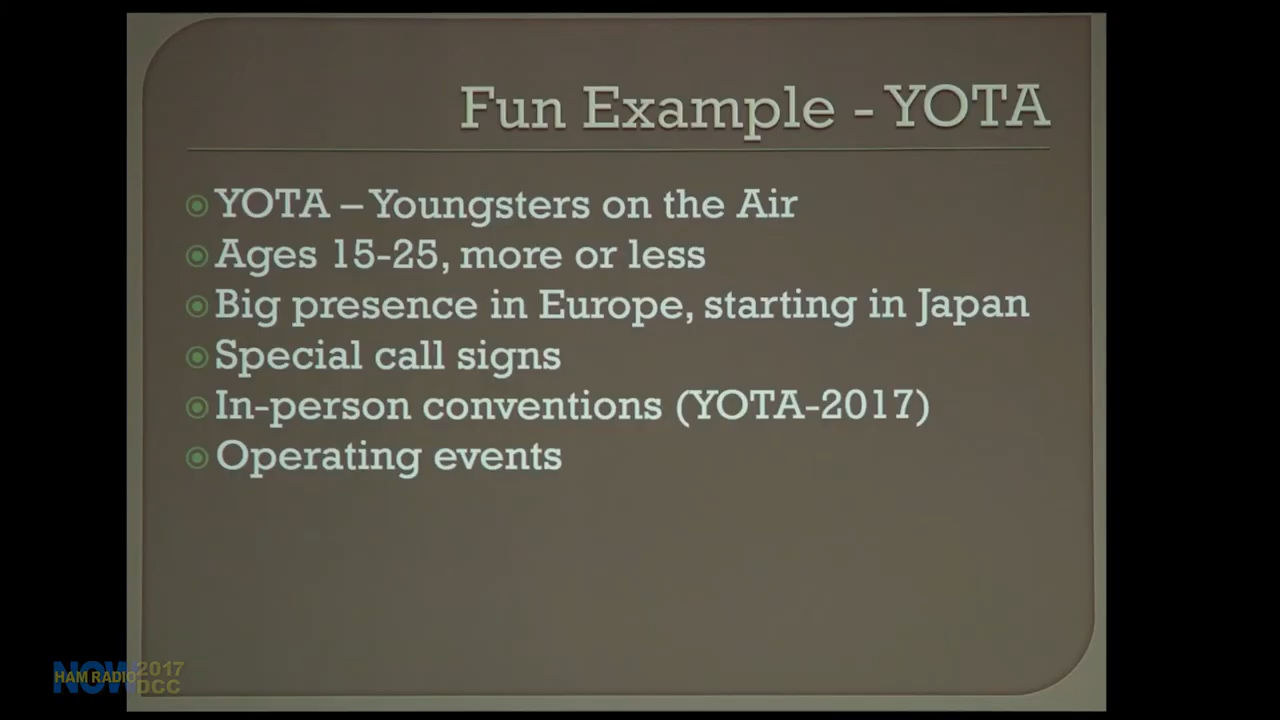 Fun Example - YOTA
YOTA – Youngsters on the Air
Ages 15-25, more or less
Big presence in Europe, starting in Japan
Special call signs
In-person conventions (YOTA-2017)
Operating events
NOW 2017
HAM RADIO DCC